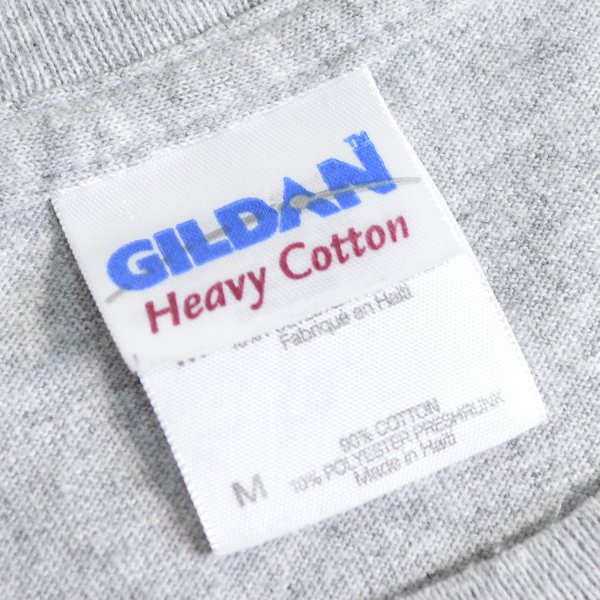 GILDAN™
Heavy Cotton
Fabriqué en Haïti
M
90% COTTON
10% POLYESTER PRESHRUNK
Made in Haiti